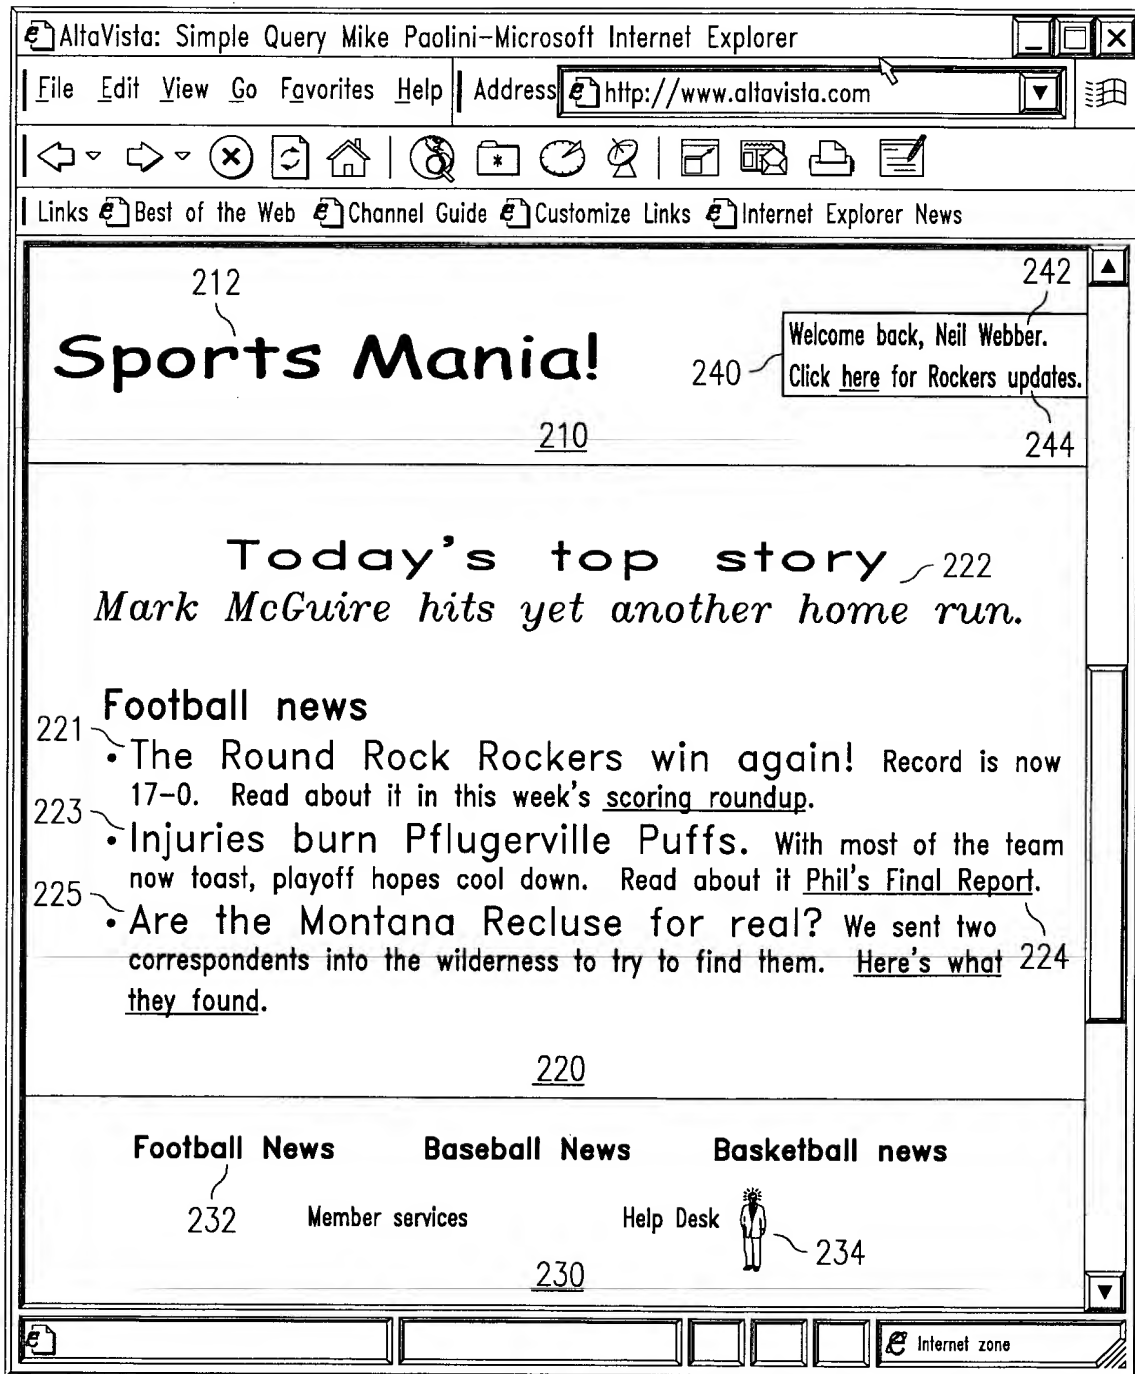 AltaVista: Simple Query Mike Paolini-Microsoft Internet Explorer
File Edit View Go Favorites Help Address http://www.altavista.com
Links Best of the Web Channel Guide Customize Links Internet Explorer News
212
242
Sports Mania!
240
Welcome back, Neil Webber.
Click here for Rockers updates.
210
244
Today's top story
222
Mark McGuire hits yet another home run.
Football news
221
• The Round Rock Rockers win again! Record is now
17-0. Read about it in this week's scoring roundup.
223
• Injuries burn Pflugerville Puffs. With most of the team
now toast, playoff hopes cool down. Read about it Phil's Final Report.
225
• Are the Montana Recluse for real? We sent two
correspondents into the wilderness to try to find them. Here's what
224
they found.
220
Football News Baseball News Basketball news
232
Member services Help Desk
234
230
Internet zone